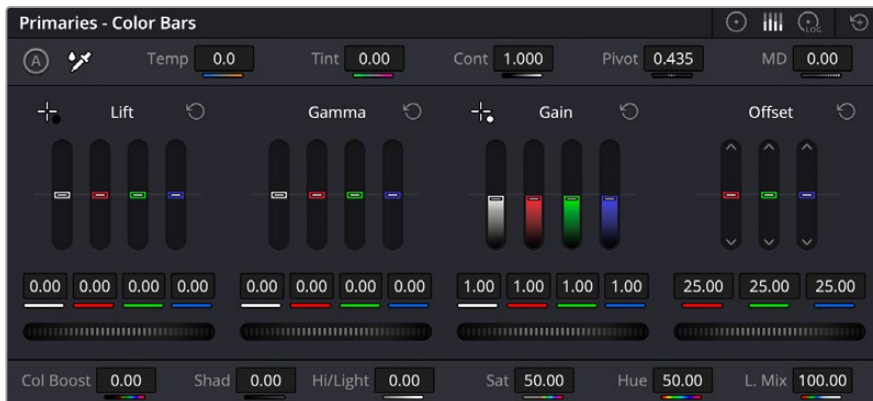 Primaries - Color Bars
LOG
A
Temp 0.0 Tint 0.00 Cont 1.000 Pivot 0.435 MD 0.00
Lift Gamma Gain Offset
0.00 0.00 0.00 0.00 0.00 0.00 0.00 0.00 1.00 1.00 1.00 1.00 25.00 25.00 25.00
Col Boost 0.00 Shad 0.00 Hi/Light 0.00 Sat 50.00 Hue 50.00 L. Mix 100.00